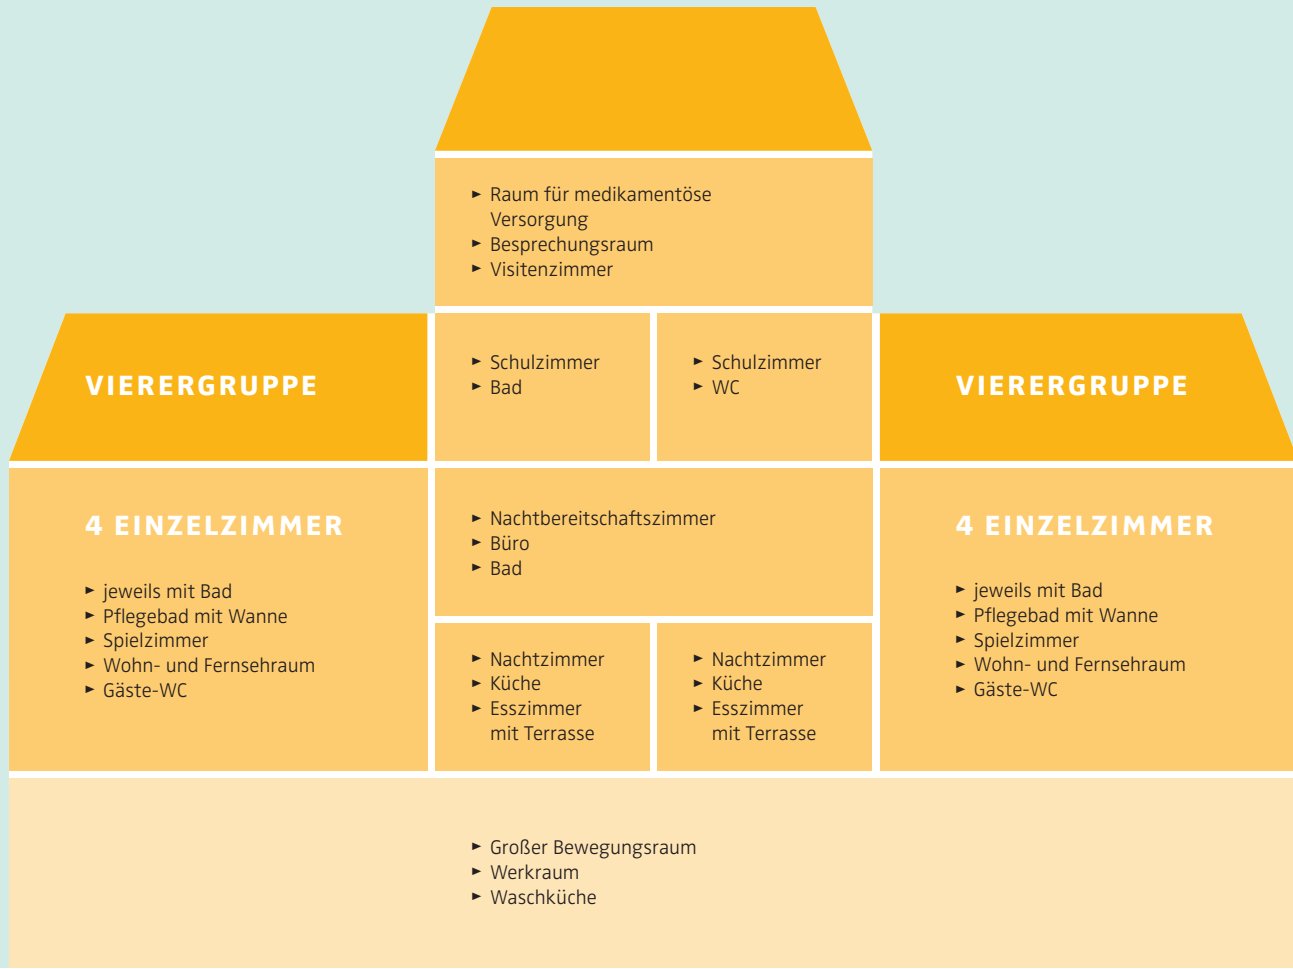 ► Raum für medikamentöse
Versorgung
► Besprechungsraum
► Visitenzimmer
VIERERGRUPPE
► Schulzimmer
► Bad
► Schulzimmer
► WC
VIERERGRUPPE
4 EINZELZIMMER
► jeweils mit Bad
► Pflegebad mit Wanne
► Spielzimmer
► Wohn- und Fernsehraum
► Gäste-WC
► Nachtbereitschaftszimmer
► Büro
► Bad
► Nachtzimmer
► Küche
► Esszimmer
mit Terrasse
► Nachtzimmer
► Küche
► Esszimmer
mit Terrasse
4 EINZELZIMMER
► jeweils mit Bad
► Pflegebad mit Wanne
► Spielzimmer
► Wohn- und Fernsehraum
► Gäste-WC
► Großer Bewegungsraum
► Werkraum
► Waschküche